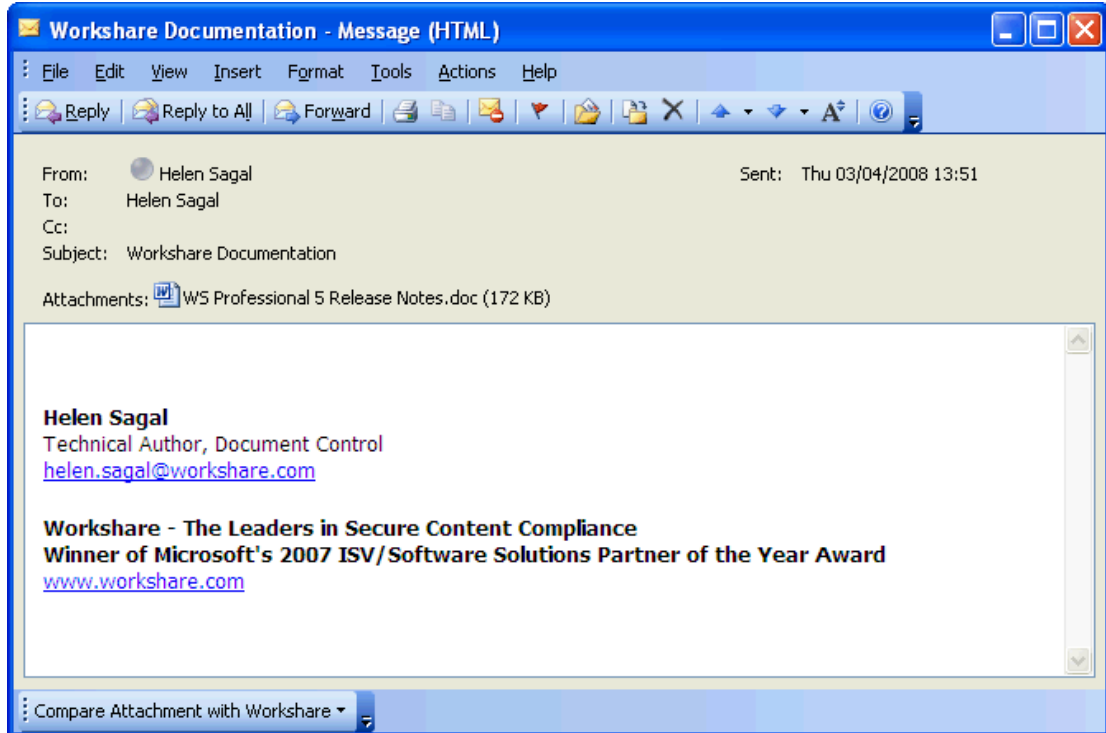 Workshare Documentation - Message (HTML)
File Edit View Insert Format Tools Actions Help
Reply Reply to All Forward A
From: Helen Sagal Sent: Thu 03/04/2008 13:51
To: Helen Sagal
Cc:
Subject: Workshare Documentation
Attachments: WS Professional 5 Release Notes.doc (172 KB)
Helen Sagal
Technical Author, Document Control
helen.sagal@workshare.com
Workshare - The Leaders in Secure Content Compliance
Winner of Microsoft's 2007 ISV/Software Solutions Partner of the Year Award
www.workshare.com
Compare Attachment with Workshare